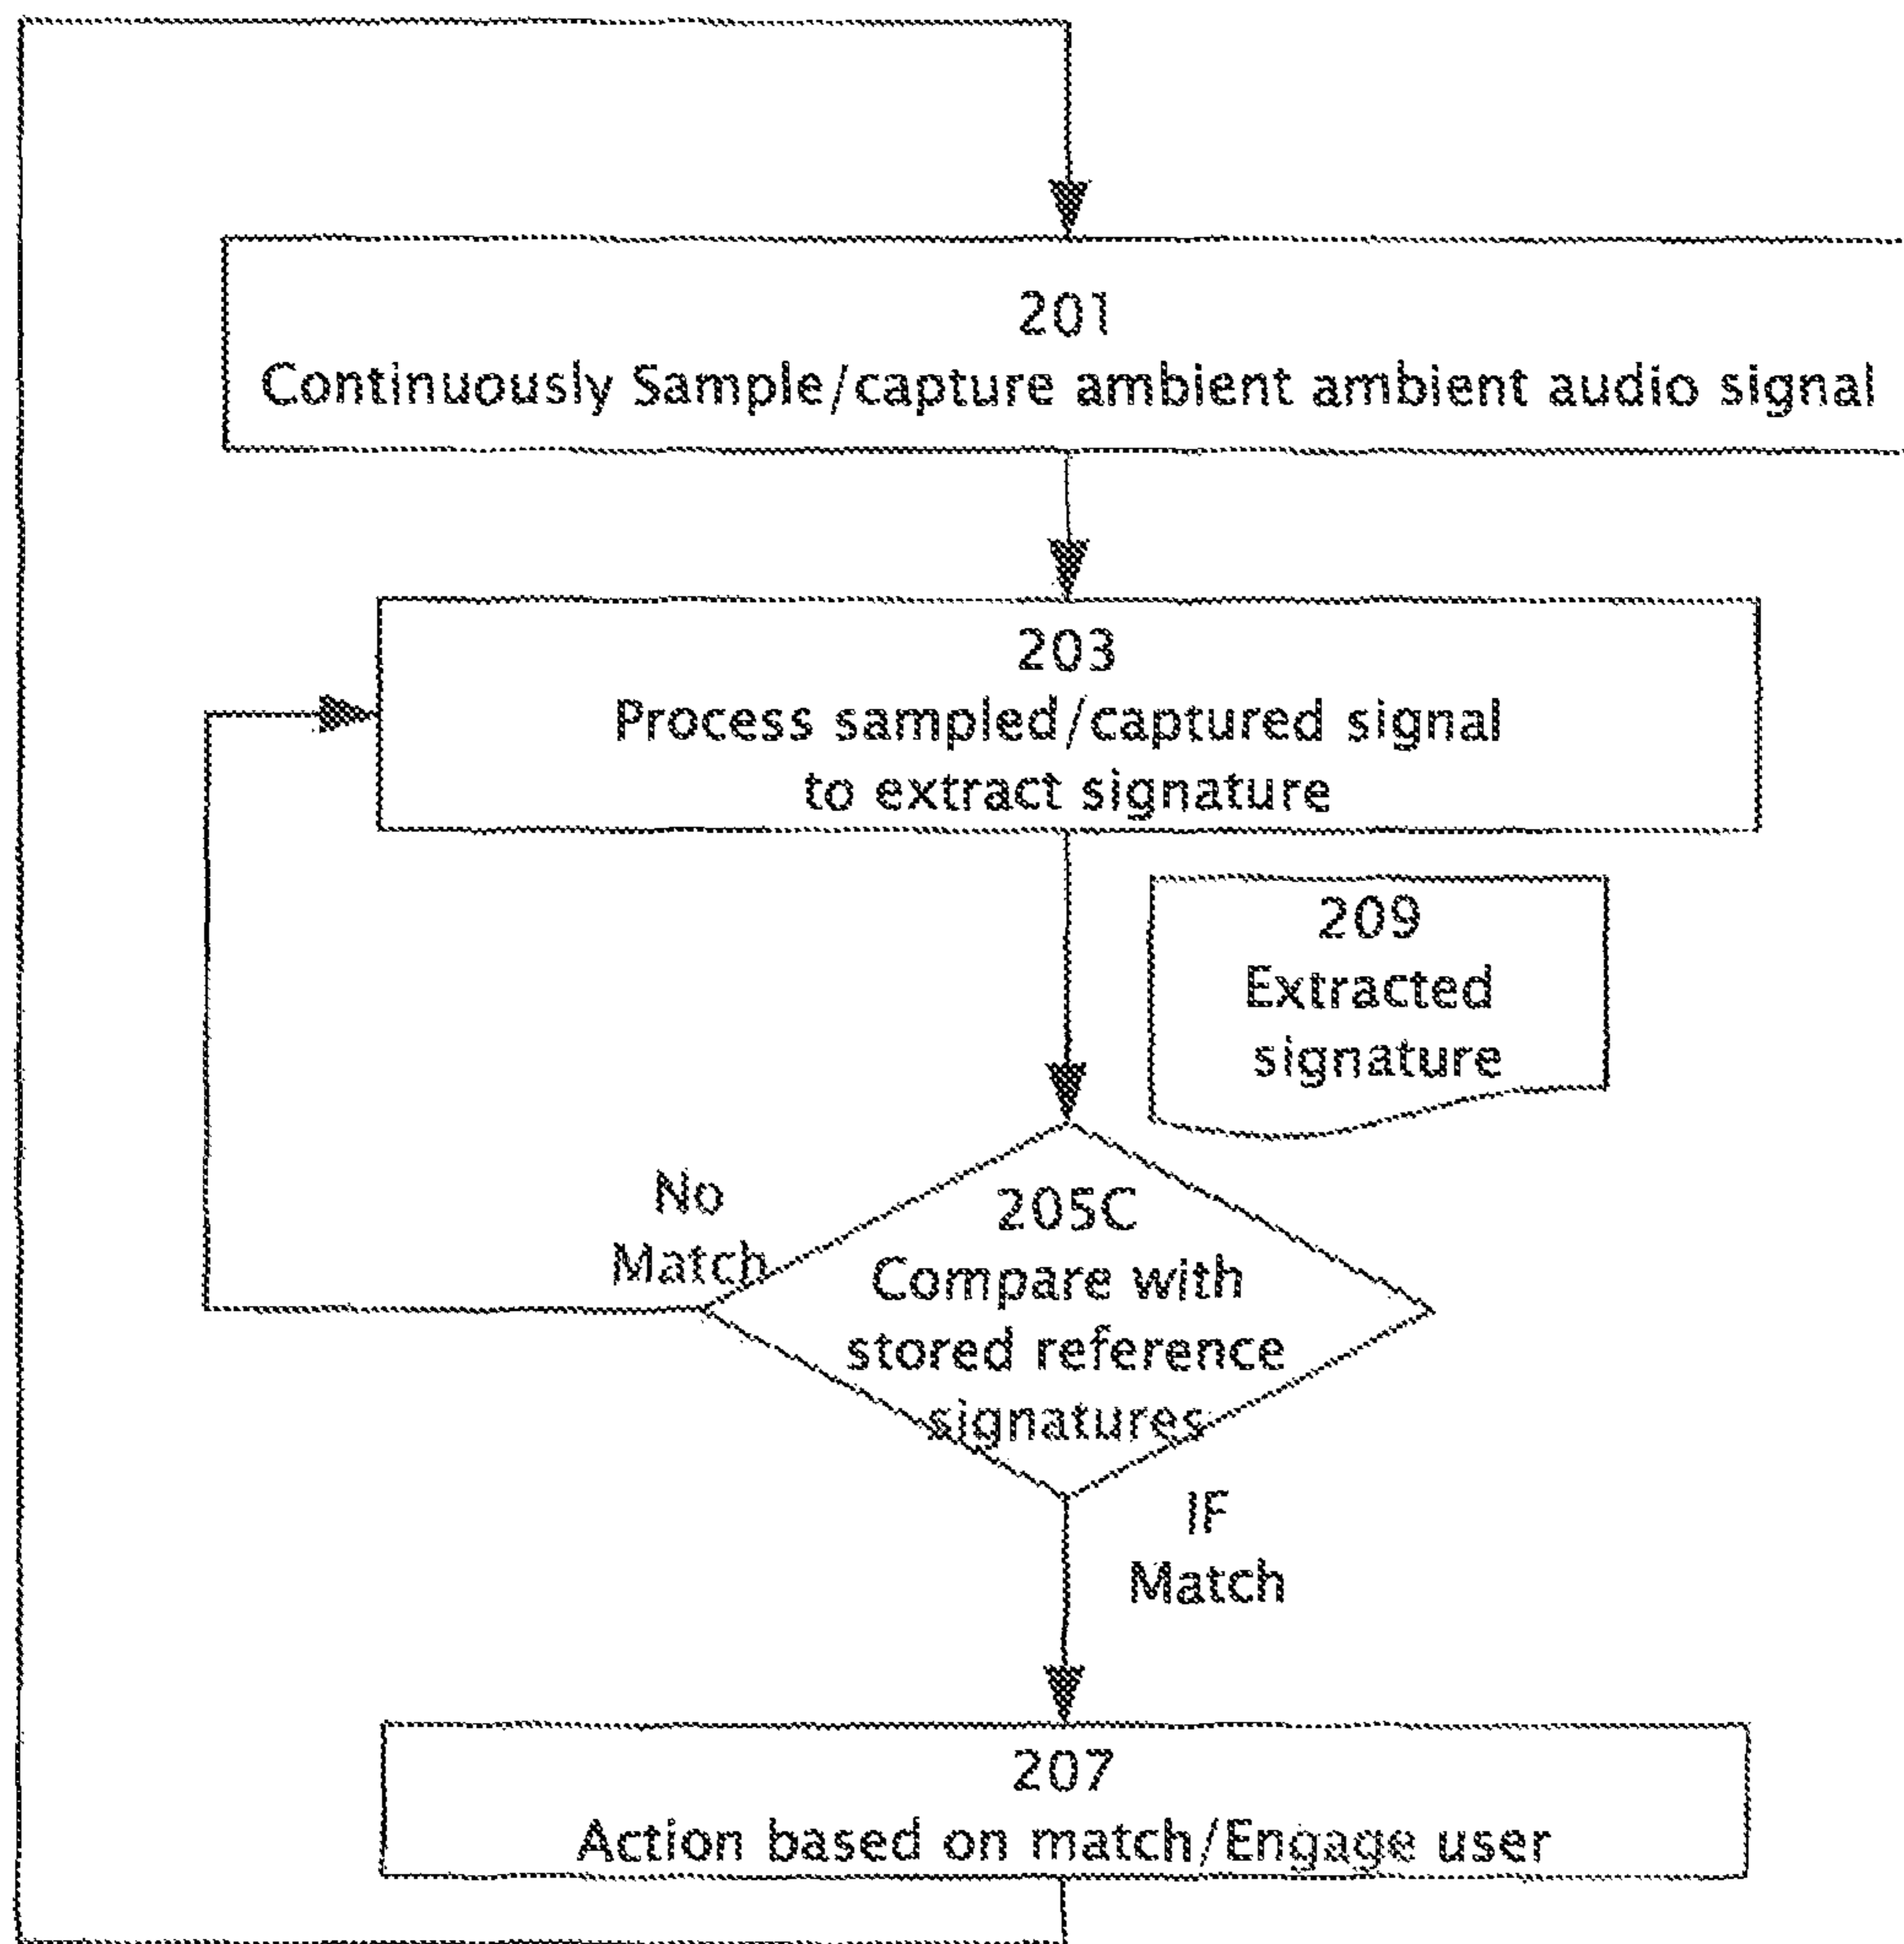 201
Continuously Sample/capture ambient ambient audio signal
203
Process sampled/captured signal
to extract signature
209
Extracted
signature
No
Match
205C
Compare with
stored reference
signatures
IF
Match
207
Action based on match/Engage user